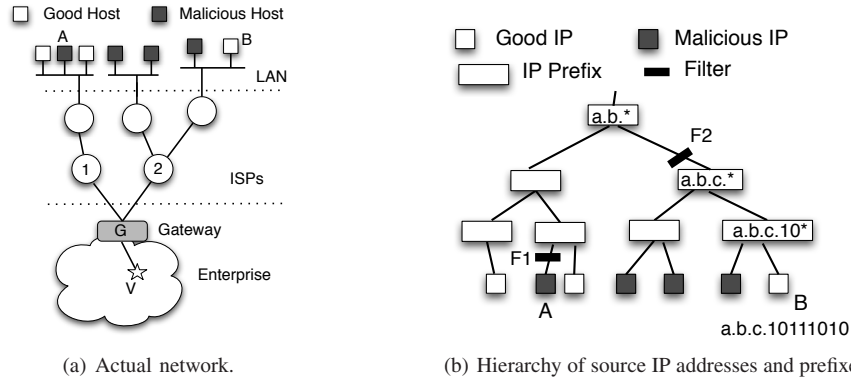 Good Host
Malicious Host
A
B
LAN
1
2
ISPs
G
Gateway
V
Enterprise
(a) Actual network.
Good IP
Malicious IP
IP Prefix
Filter
a.b.*
F2
a.b.c.*
a.b.c.10*
F1
A
B
a.b.c.10111010
(b) Hierarchy of source IP addresses and prefixe